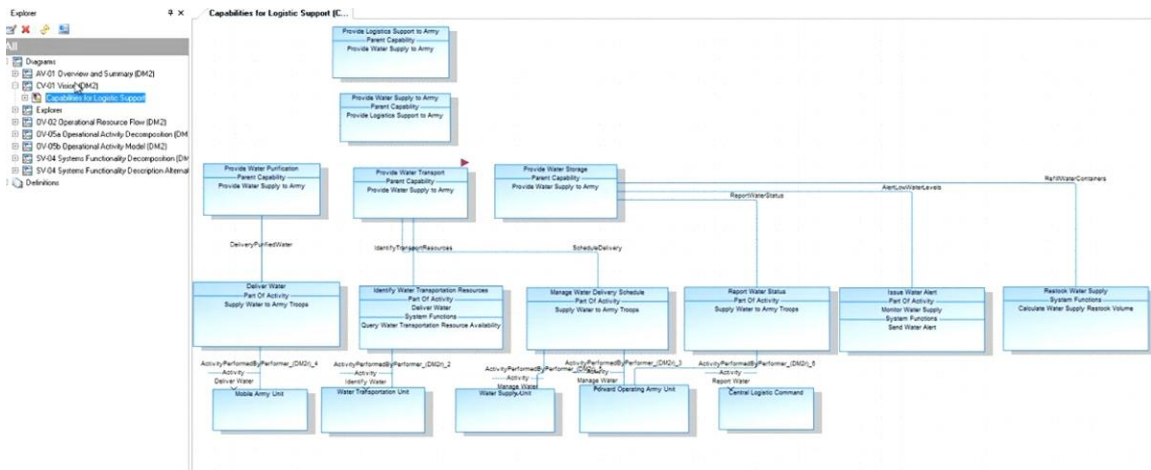 Explorer
Capabilities for Logistic Support (C...
All
Diagrams
AV-01 Overview and Summary (DM2)
CV-01 Vision (DM2)
Capabilities for Logistic Support
Explorer
OV-02 Operational Resource Flow (DM2)
OV-05a Operational Activity Decomposition (DM
OV-05b Operational Activity Model (DM2)
SV-04 Systems Functionality Decomposition (DM
SV-04 Systems Functionality Description Alternat
Definitions
Provide Logistics Support to Army
Parent Capability
Provide Water Supply to Army
Provide Water Supply to Army
Parent Capability
Provide Logistics Support to Army
Provide Water Purification
Parent Capability
Provide Water Supply to Army
Provide Water Transport
Parent Capability
Provide Water Supply to Army
Provide Water Storage
Parent Capability
Provide Water Supply to Army
RefillWaterContainers
AlertLowWaterLevels
ReportWaterStatus
DeliveryPurifiedWater
IdentifyTransportResources
ScheduleDelivery
Deliver Water
Part Of Activity
Supply Water to Army Troops
Identify Water Transportation Resources
Part Of Activity
Deliver Water
System Functions
Query Water Transportation Resource Availability
Manage Water Delivery Schedule
Part Of Activity
Supply Water to Army Troops
Report Water Status
Part Of Activity
Supply Water to Army Troops
Issue Water Alert
Part Of Activity
Monitor Water Supply
System Functions
Send Water Alert
Restock Water Supply
System Functions
Calculate Water Supply Restock Volume
ActivityPerformedByPerformer_(DM2)_4
Activity
Deliver Water
Mobile Army Unit
ActivityPerformedByPerformer_(DM2)_2
Activity
Identify Water
Water Transportation Unit
Activity
Manage Water
Water Supply Unit
ActivityPerformedByPerformer_(DM2)_3
Activity
Manage Water
Forward Operating Army Unit
ActivityPerformedByPerformer_(DM2)_6
Activity
Report Water
Central Logistic Command